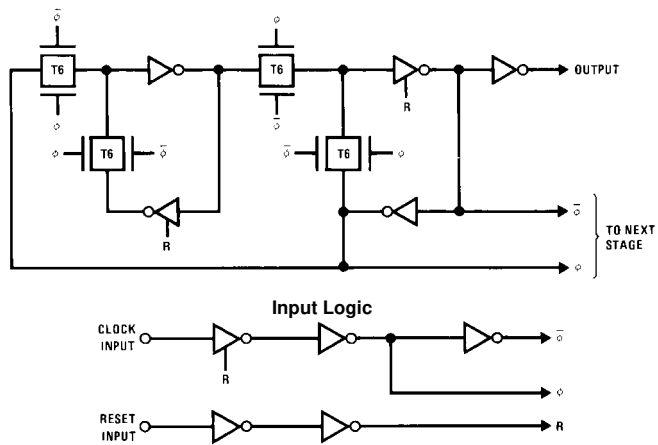 φ̅
φ
T6
T6
OUTPUT
R
φ
φ̅
φ
T6
φ̅
φ̅
T6
φ
R
φ̅
TO NEXT
STAGE
φ
Input Logic
CLOCK
INPUT
φ̅
R
φ
RESET
INPUT
R